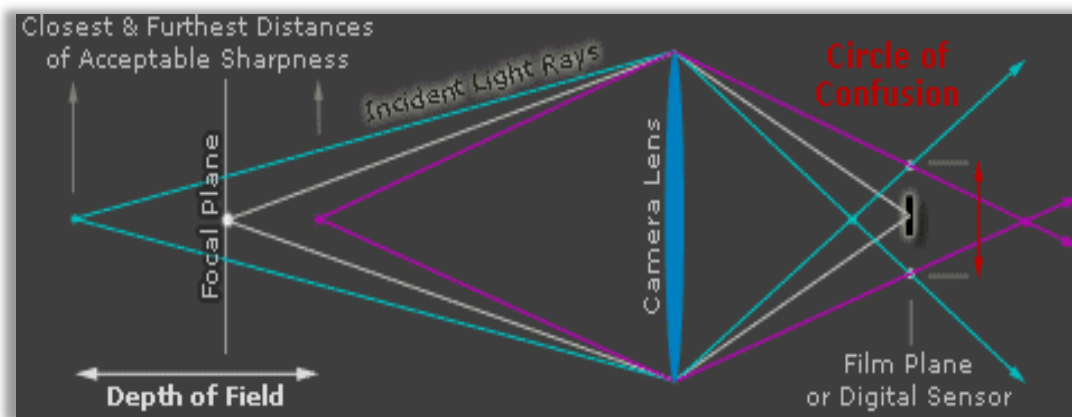 Closest & Furthest Distances
of Acceptable Sharpness
Incident Light Rays
Circle of
Confusion
Focal Plane
Camera Lens
Depth of Field
Film Plane
or Digital Sensor